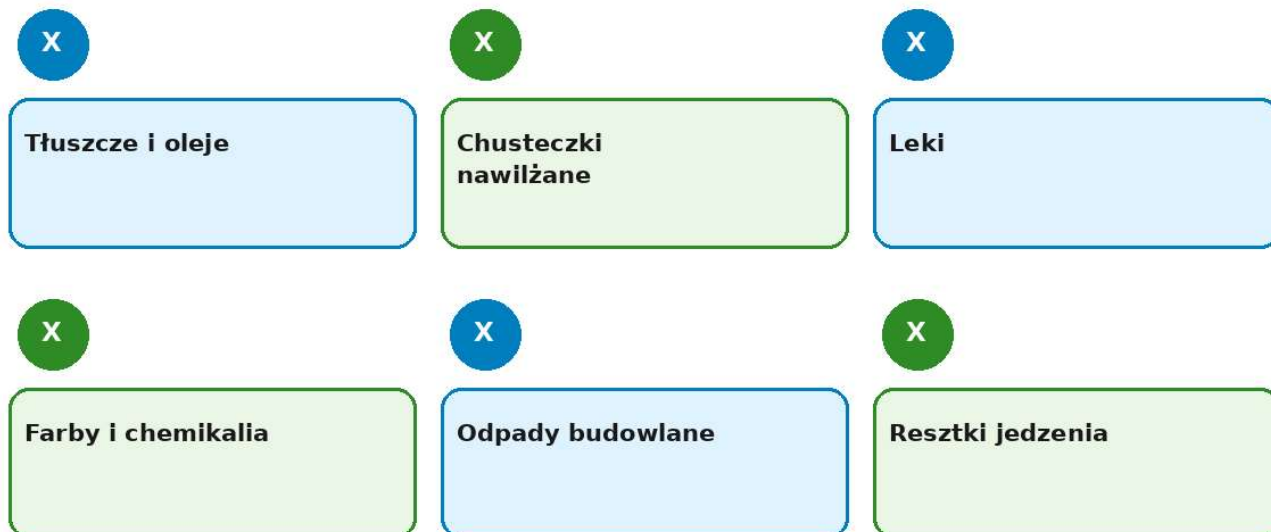 X
Tłuszcze i oleje
X
Chusteczki
nawilżane
X
Leki
X
Farby i chemikalia
X
Odpady budowlane
X
Resztki jedzenia